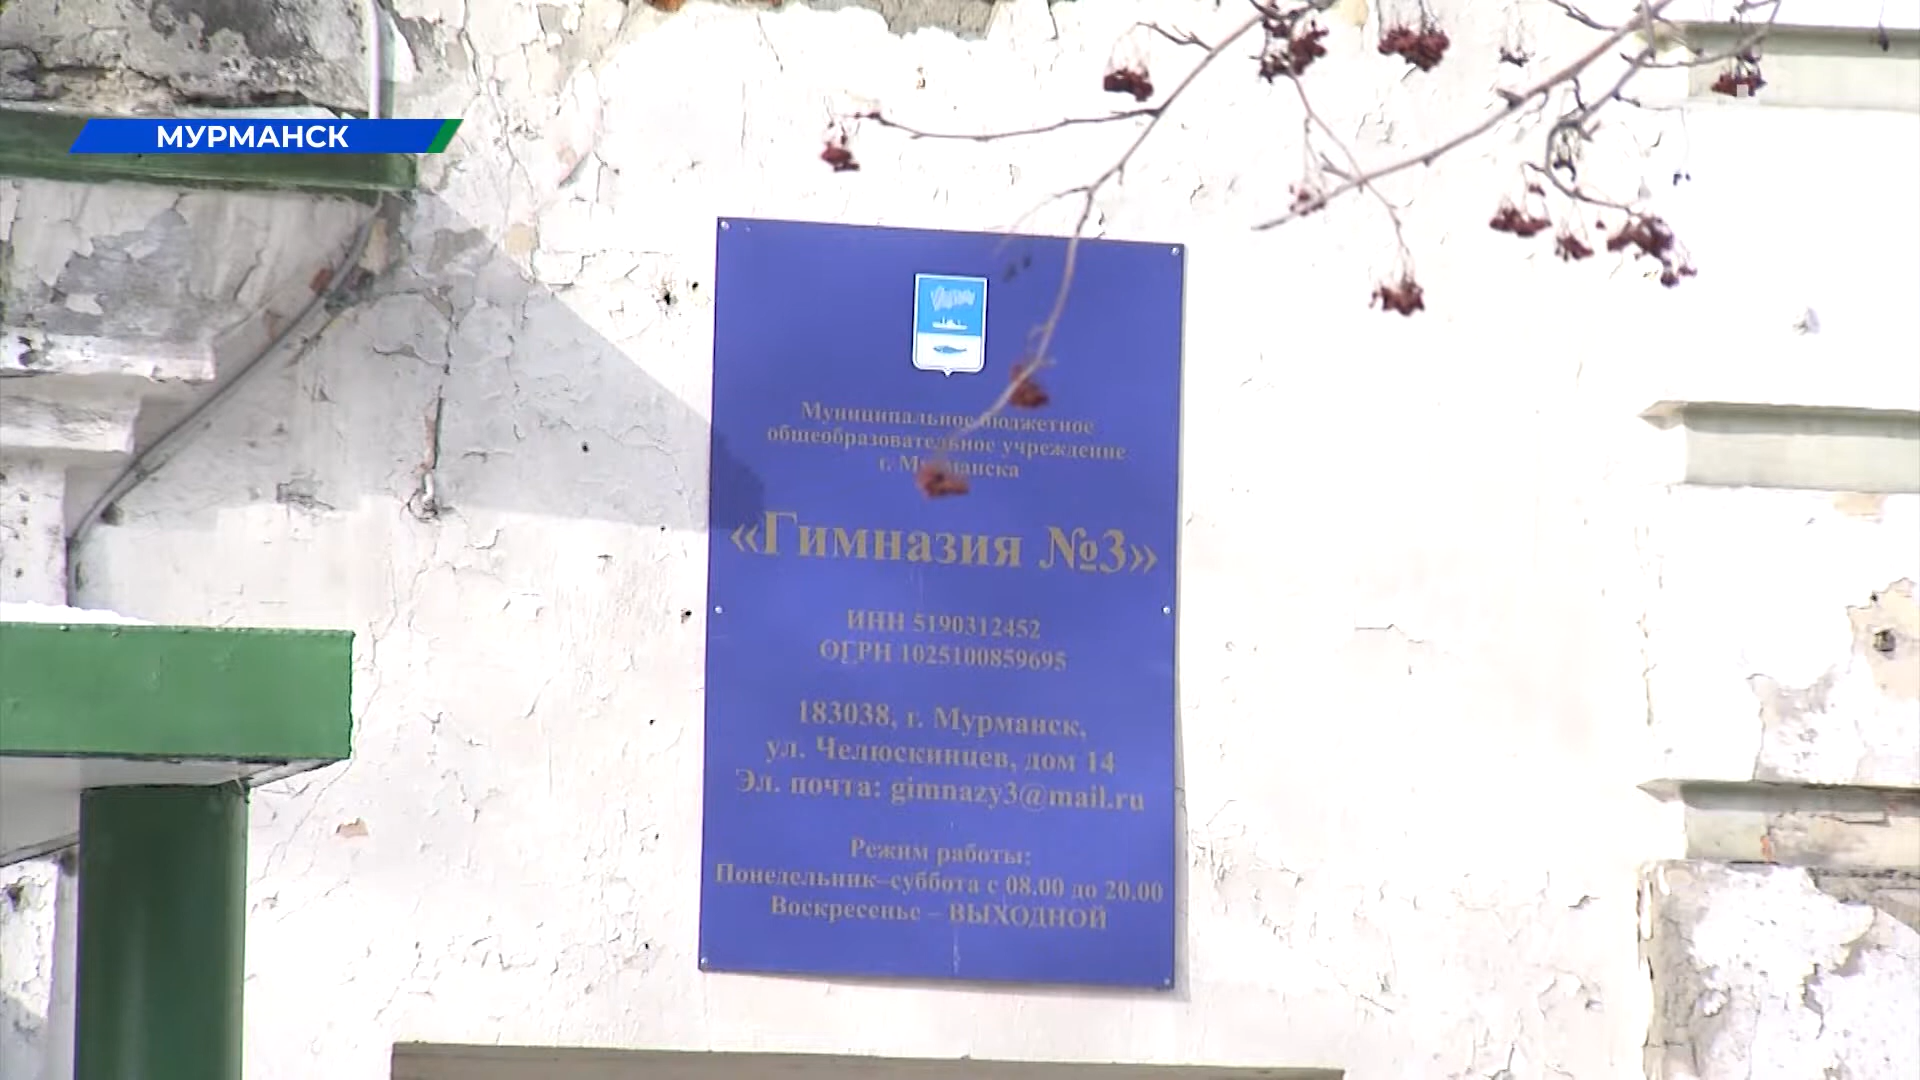 МУРМАНСК
Муниципальное бюджетное
общеобразовательное учреждение
г. Мурманска
«Гимназия №3»
ИНН 5190312452
ОГРН 1025100859695
183038, г. Мурманск,
ул. Челюскинцев, дом 14
Эл. почта: gimnazy3@mail.ru
Режим работы:
Понедельник–суббота с 08.00 до 20.00
Воскресенье – ВЫХОДНОЙ